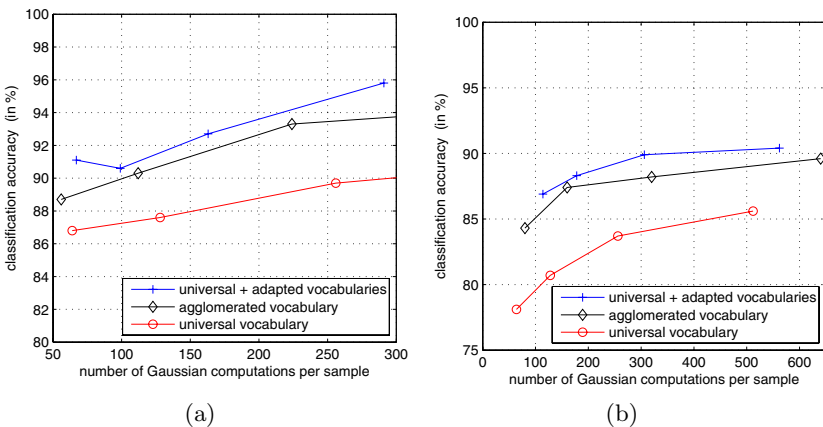 100
98
96
94
92
90
88
86
84
82
80
50 100 150 200 250 300
classification accuracy (in %)
number of Gaussian computations per sample
universal + adapted vocabularies
agglomerated vocabulary
universal vocabulary
(a)
100
95
90
85
80
75
0 100 200 300 400 500 600
classification accuracy (in %)
number of Gaussian computations per sample
universal + adapted vocabularies
agglomerated vocabulary
universal vocabulary
(b)